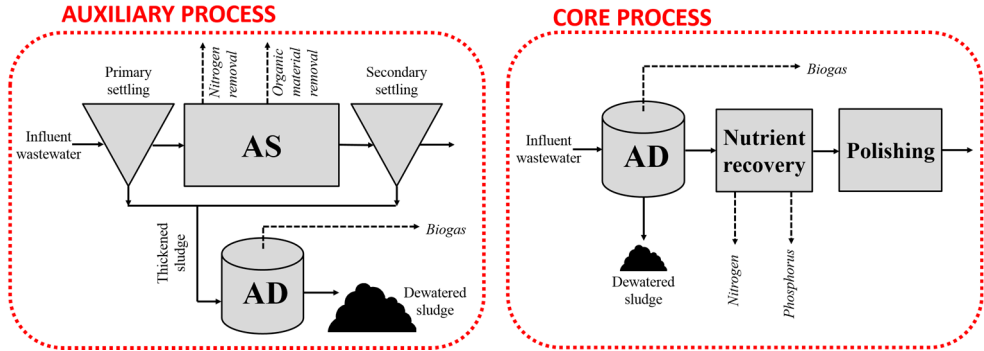 AUXILIARY PROCESS
Primary
settling
Nitrogen
removal
Organic
material
removal
Secondary
settling
Influent
wastewater
AS
Thickened
sludge
Biogas
AD
Dewatered
sludge
CORE PROCESS
Biogas
Influent
wastewater
AD
Nutrient
recovery
Polishing
Dewatered
sludge
Nitrogen
Phosphorus